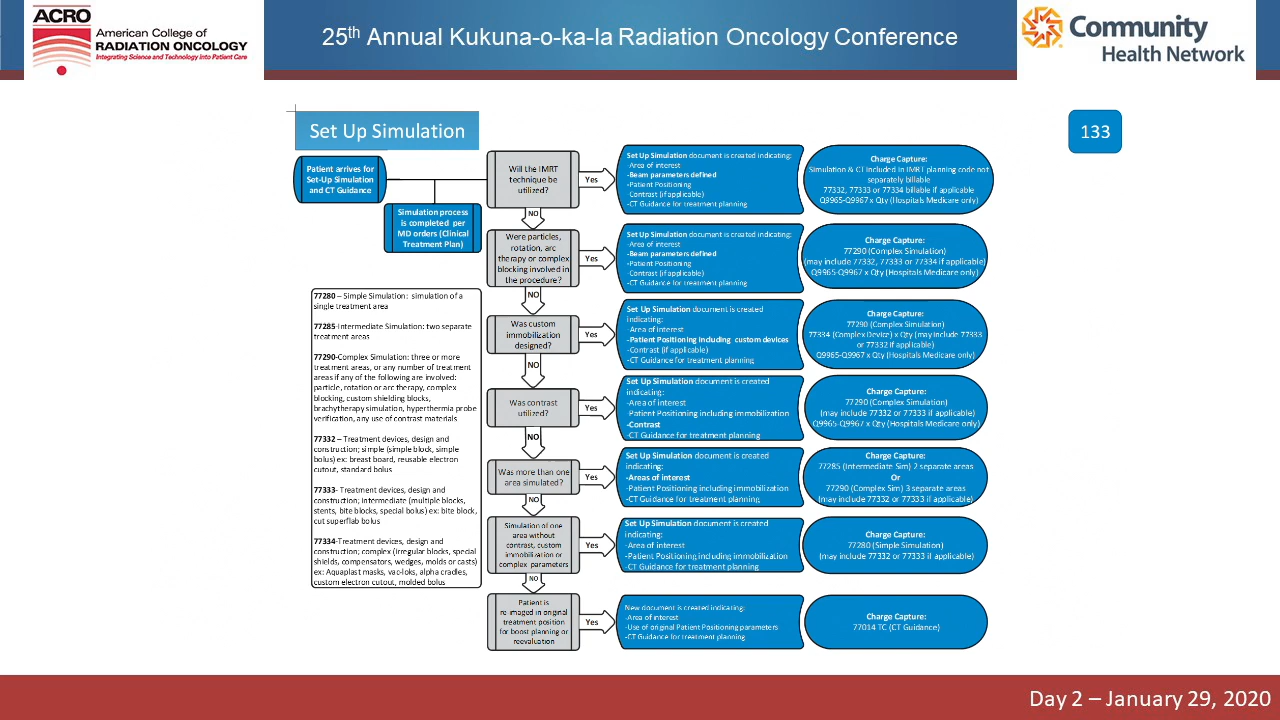 ACRO
American College of
RADIATION ONCOLOGY
Integrating Science and Technology into Patient Care
25th Annual Kukuna-o-ka-la Radiation Oncology Conference
Community
Health Network
Set Up Simulation
133
Patient arrives for
Set-Up Simulation
and CT Guidance
Simulation process
is completed per
MD orders (Clinical
Treatment Plan)
Will the IMRT
technique be
utilized?
Yes
Set Up Simulation document is created indicating:
-Area of interest
-Beam parameters defined
-Patient Positioning
-Contrast (if applicable)
-CT Guidance for treatment planning
Charge Capture:
Simulation & CT Included in IMRT planning code not
separately billable
77332, 77333 or 77334 billable if applicable
Q9965-Q9967 x Qty (Hospitals Medicare only)
NO
Were particles,
rotation, arc
therapy or complex
blocking involved in
the procedure?
Yes
Set Up Simulation document is created indicating:
-Area of interest
-Beam parameters defined
-Patient Positioning
-Contrast (if applicable)
-CT Guidance for treatment planning
Charge Capture:
77290 (Complex Simulation)
(may include 77332, 77333 or 77334 if applicable)
Q9965-Q9967 x Qty (Hospitals Medicare only)
NO
Was custom
immobilization
designed?
Yes
Set Up Simulation document is created
indicating:
-Area of interest
-Patient Positioning including custom devices
-Contrast (if applicable)
-CT Guidance for treatment planning
Charge Capture:
77290 (Complex Simulation)
77334 (Complex Device) x Qty (may include 77333
or 77332 if applicable)
Q9965-Q9967 x Qty (Hospitals Medicare only)
NO
Was contrast
utilized?
Yes
Set Up Simulation document is created
indicating:
-Area of interest
-Patient Positioning including immobilization
-Contrast
-CT Guidance for treatment planning
Charge Capture:
77290 (Complex Simulation)
(may include 77332 or 77333 if applicable)
Q9965-Q9967 x Qty (Hospitals Medicare only)
NO
Was more than one
area simulated?
Yes
Set Up Simulation document is created
indicating:
-Areas of interest
-Patient Positioning including immobilization
-CT Guidance for treatment planning
Charge Capture:
77285 (Intermediate Sim) 2 separate areas
Or
77290 (Complex Sim) 3 separate areas
(may include 77332 or 77333 if applicable)
NO
Simulation of one
area without
contrast, custom
immobilization or
complex parameters
Yes
Set Up Simulation document is created
indicating:
-Area of interest
-Patient Positioning including immobilization
-CT Guidance for treatment planning
Charge Capture:
77280 (Simple Simulation)
(may include 77332 or 77333 if applicable)
NO
Patient is
re-imaged in original
treatment position
for boost planning or
reevaluation
Yes
New document is created indicating:
-Area of interest
-Use of original Patient Positioning parameters
-CT Guidance for treatment planning
Charge Capture:
77014 TC (CT Guidance)
77280 – Simple Simulation: simulation of a
single treatment area
77285-Intermediate Simulation: two separate
treatment areas
77290-Complex Simulation: three or more
treatment areas, or any number of treatment
areas if any of the following are involved:
particle, rotation or arc therapy, complex
blocking, custom shielding blocks,
brachytherapy simulation, hyperthermia probe
verification, any use of contrast materials
77332 – Treatment devices, design and
construction; simple (simple block, simple
bolus) ex: breast board, reusable electron
cutout, standard bolus
77333- Treatment devices, design and
construction; intermediate (multiple blocks,
stents, bite blocks, special bolus) ex: bite block,
cut superflab bolus
77334-Treatment devices, design and
construction; complex (irregular blocks, special
shields, compensators, wedges, molds or casts)
ex: Aquaplast masks, vac-loks, alpha cradles,
custom electron cutout, molded bolus
Day 2 – January 29, 2020